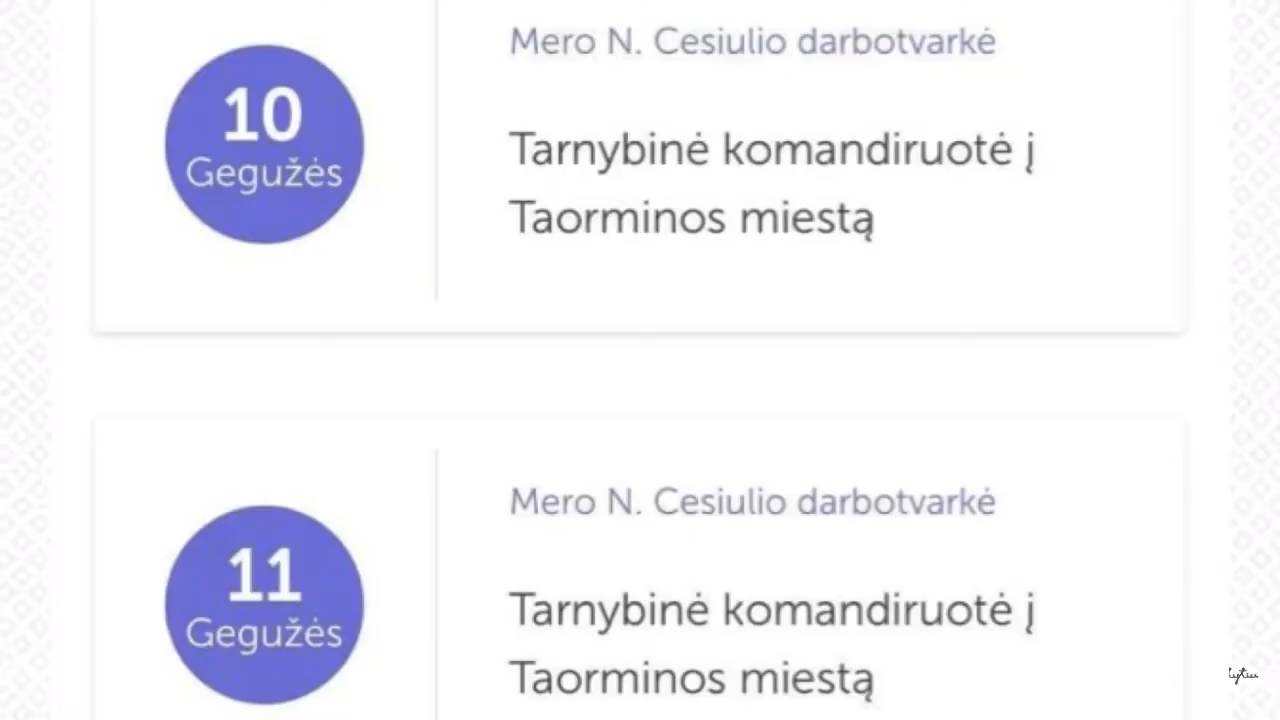 Mero N. Cesiulio darbotvarkė
10
Gegužės
Tarnybinė komandiruotė į
Taorminos miestą
Mero N. Cesiulio darbotvarkė
11
Gegužės
Tarnybinė komandiruotė į
Taorminos miestą